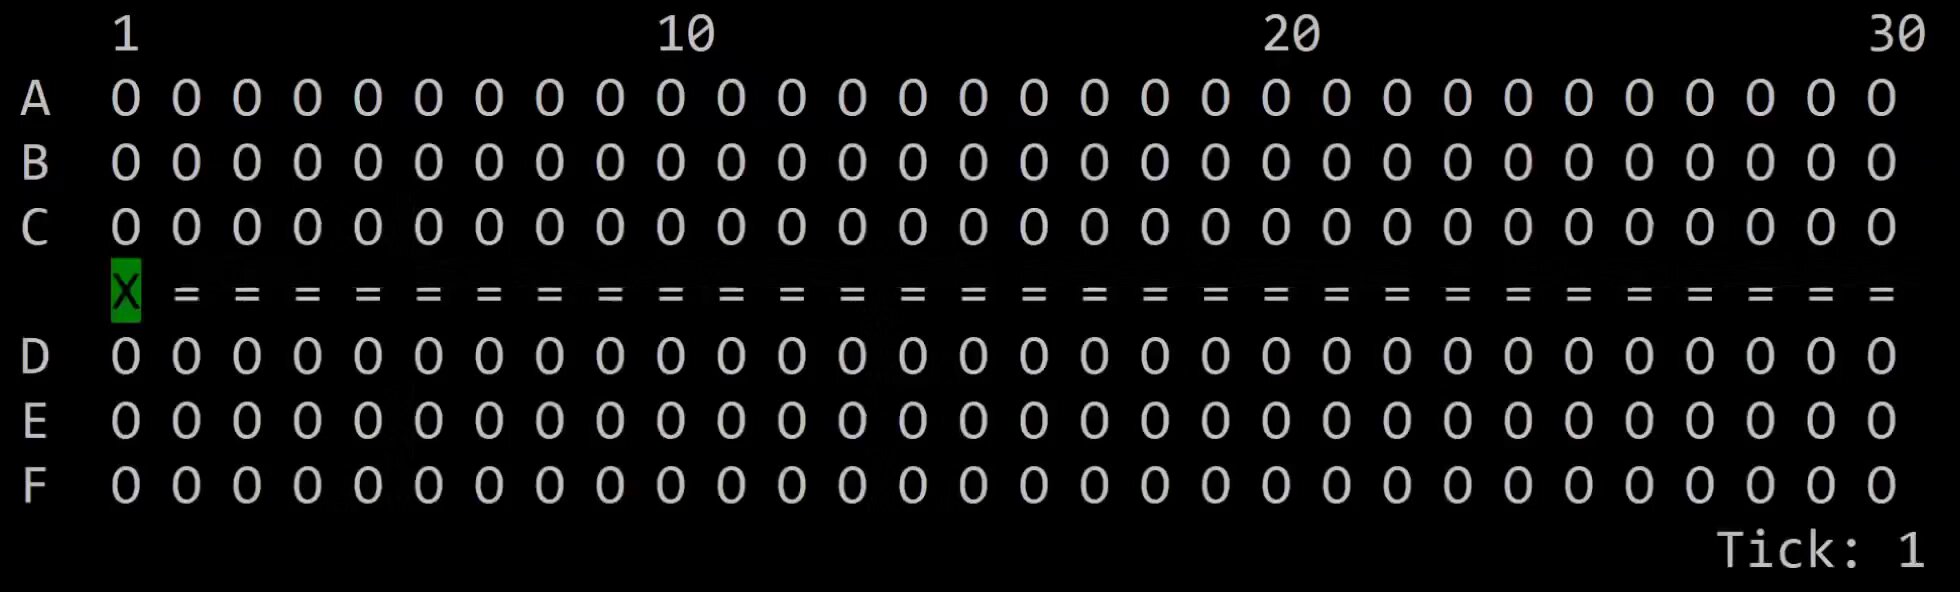 1 10 20 30
A O O O O O O O O O O O O O O O O O O O O O O O O O O O O O O
B O O O O O O O O O O O O O O O O O O O O O O O O O O O O O O
C O O O O O O O O O O O O O O O O O O O O O O O O O O O O O O
X = = = = = = = = = = = = = = = = = = = = = = = = = = = = =
D O O O O O O O O O O O O O O O O O O O O O O O O O O O O O O
E O O O O O O O O O O O O O O O O O O O O O O O O O O O O O O
F O O O O O O O O O O O O O O O O O O O O O O O O O O O O O O
Tick: 1